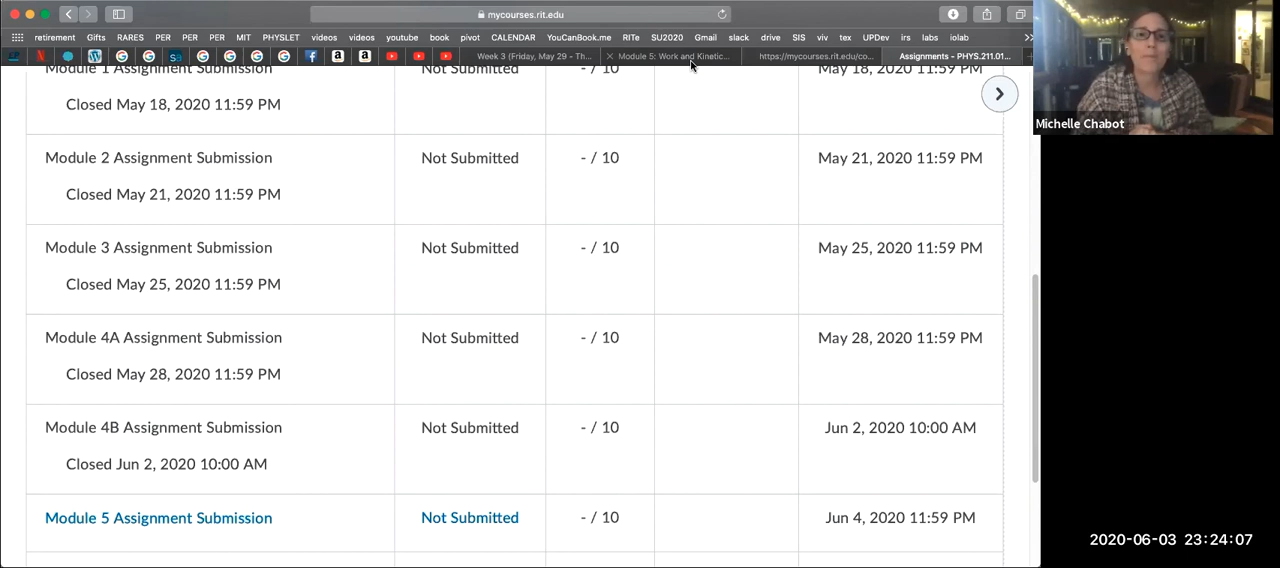 mycourses.rit.edu
retirement Gifts RARES PER PER PER MIT PHYSLET videos videos youtube book pivot CALENDAR YouCanBook.me RITe SU2020 Gmail slack drive SIS viv tex UPDev irs labs iolab
Week 3 (Friday, May 29 - Th... Module 5: Work and Kinetic... https://mycourses.rit.edu/co... Assignments - PHYS.211.01...
Module 1 Assignment Submission Not Submitted - / 10 May 18, 2020 11:59 PM
Closed May 18, 2020 11:59 PM
Michelle Chabot
Module 2 Assignment Submission Not Submitted - / 10 May 21, 2020 11:59 PM
Closed May 21, 2020 11:59 PM
Module 3 Assignment Submission Not Submitted - / 10 May 25, 2020 11:59 PM
Closed May 25, 2020 11:59 PM
Module 4A Assignment Submission Not Submitted - / 10 May 28, 2020 11:59 PM
Closed May 28, 2020 11:59 PM
Module 4B Assignment Submission Not Submitted - / 10 Jun 2, 2020 10:00 AM
Closed Jun 2, 2020 10:00 AM
Module 5 Assignment Submission Not Submitted - / 10 Jun 4, 2020 11:59 PM
2020-06-03 23:24:07